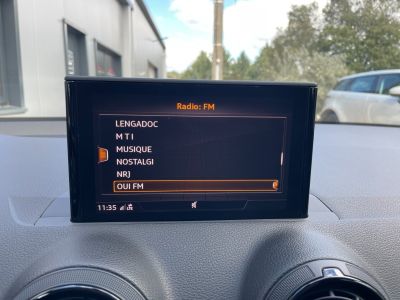 Radio: FM
LENGADOC
M T I
MUSIQUE
NOSTALGI
NRJ
OUI FM
11:35